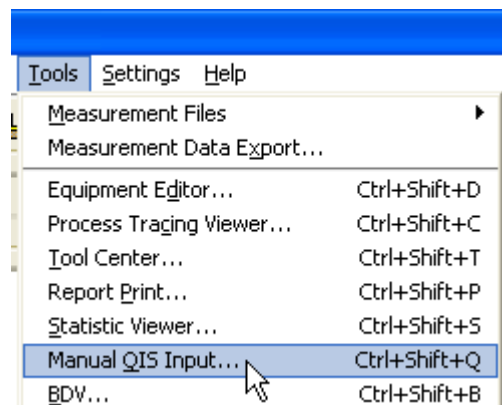 Tools Settings Help
Measurement Files
Measurement Data Export...
Equipment Editor... Ctrl+Shift+D
Process Tracing Viewer... Ctrl+Shift+C
Tool Center... Ctrl+Shift+T
Report Print... Ctrl+Shift+P
Statistic Viewer... Ctrl+Shift+S
Manual QIS Input... Ctrl+Shift+Q
BDV... Ctrl+Shift+B